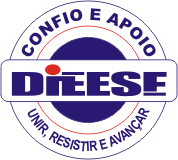 CONFIO E APOIO
DIEESE
UNIR, RESISTIR E AVANÇAR